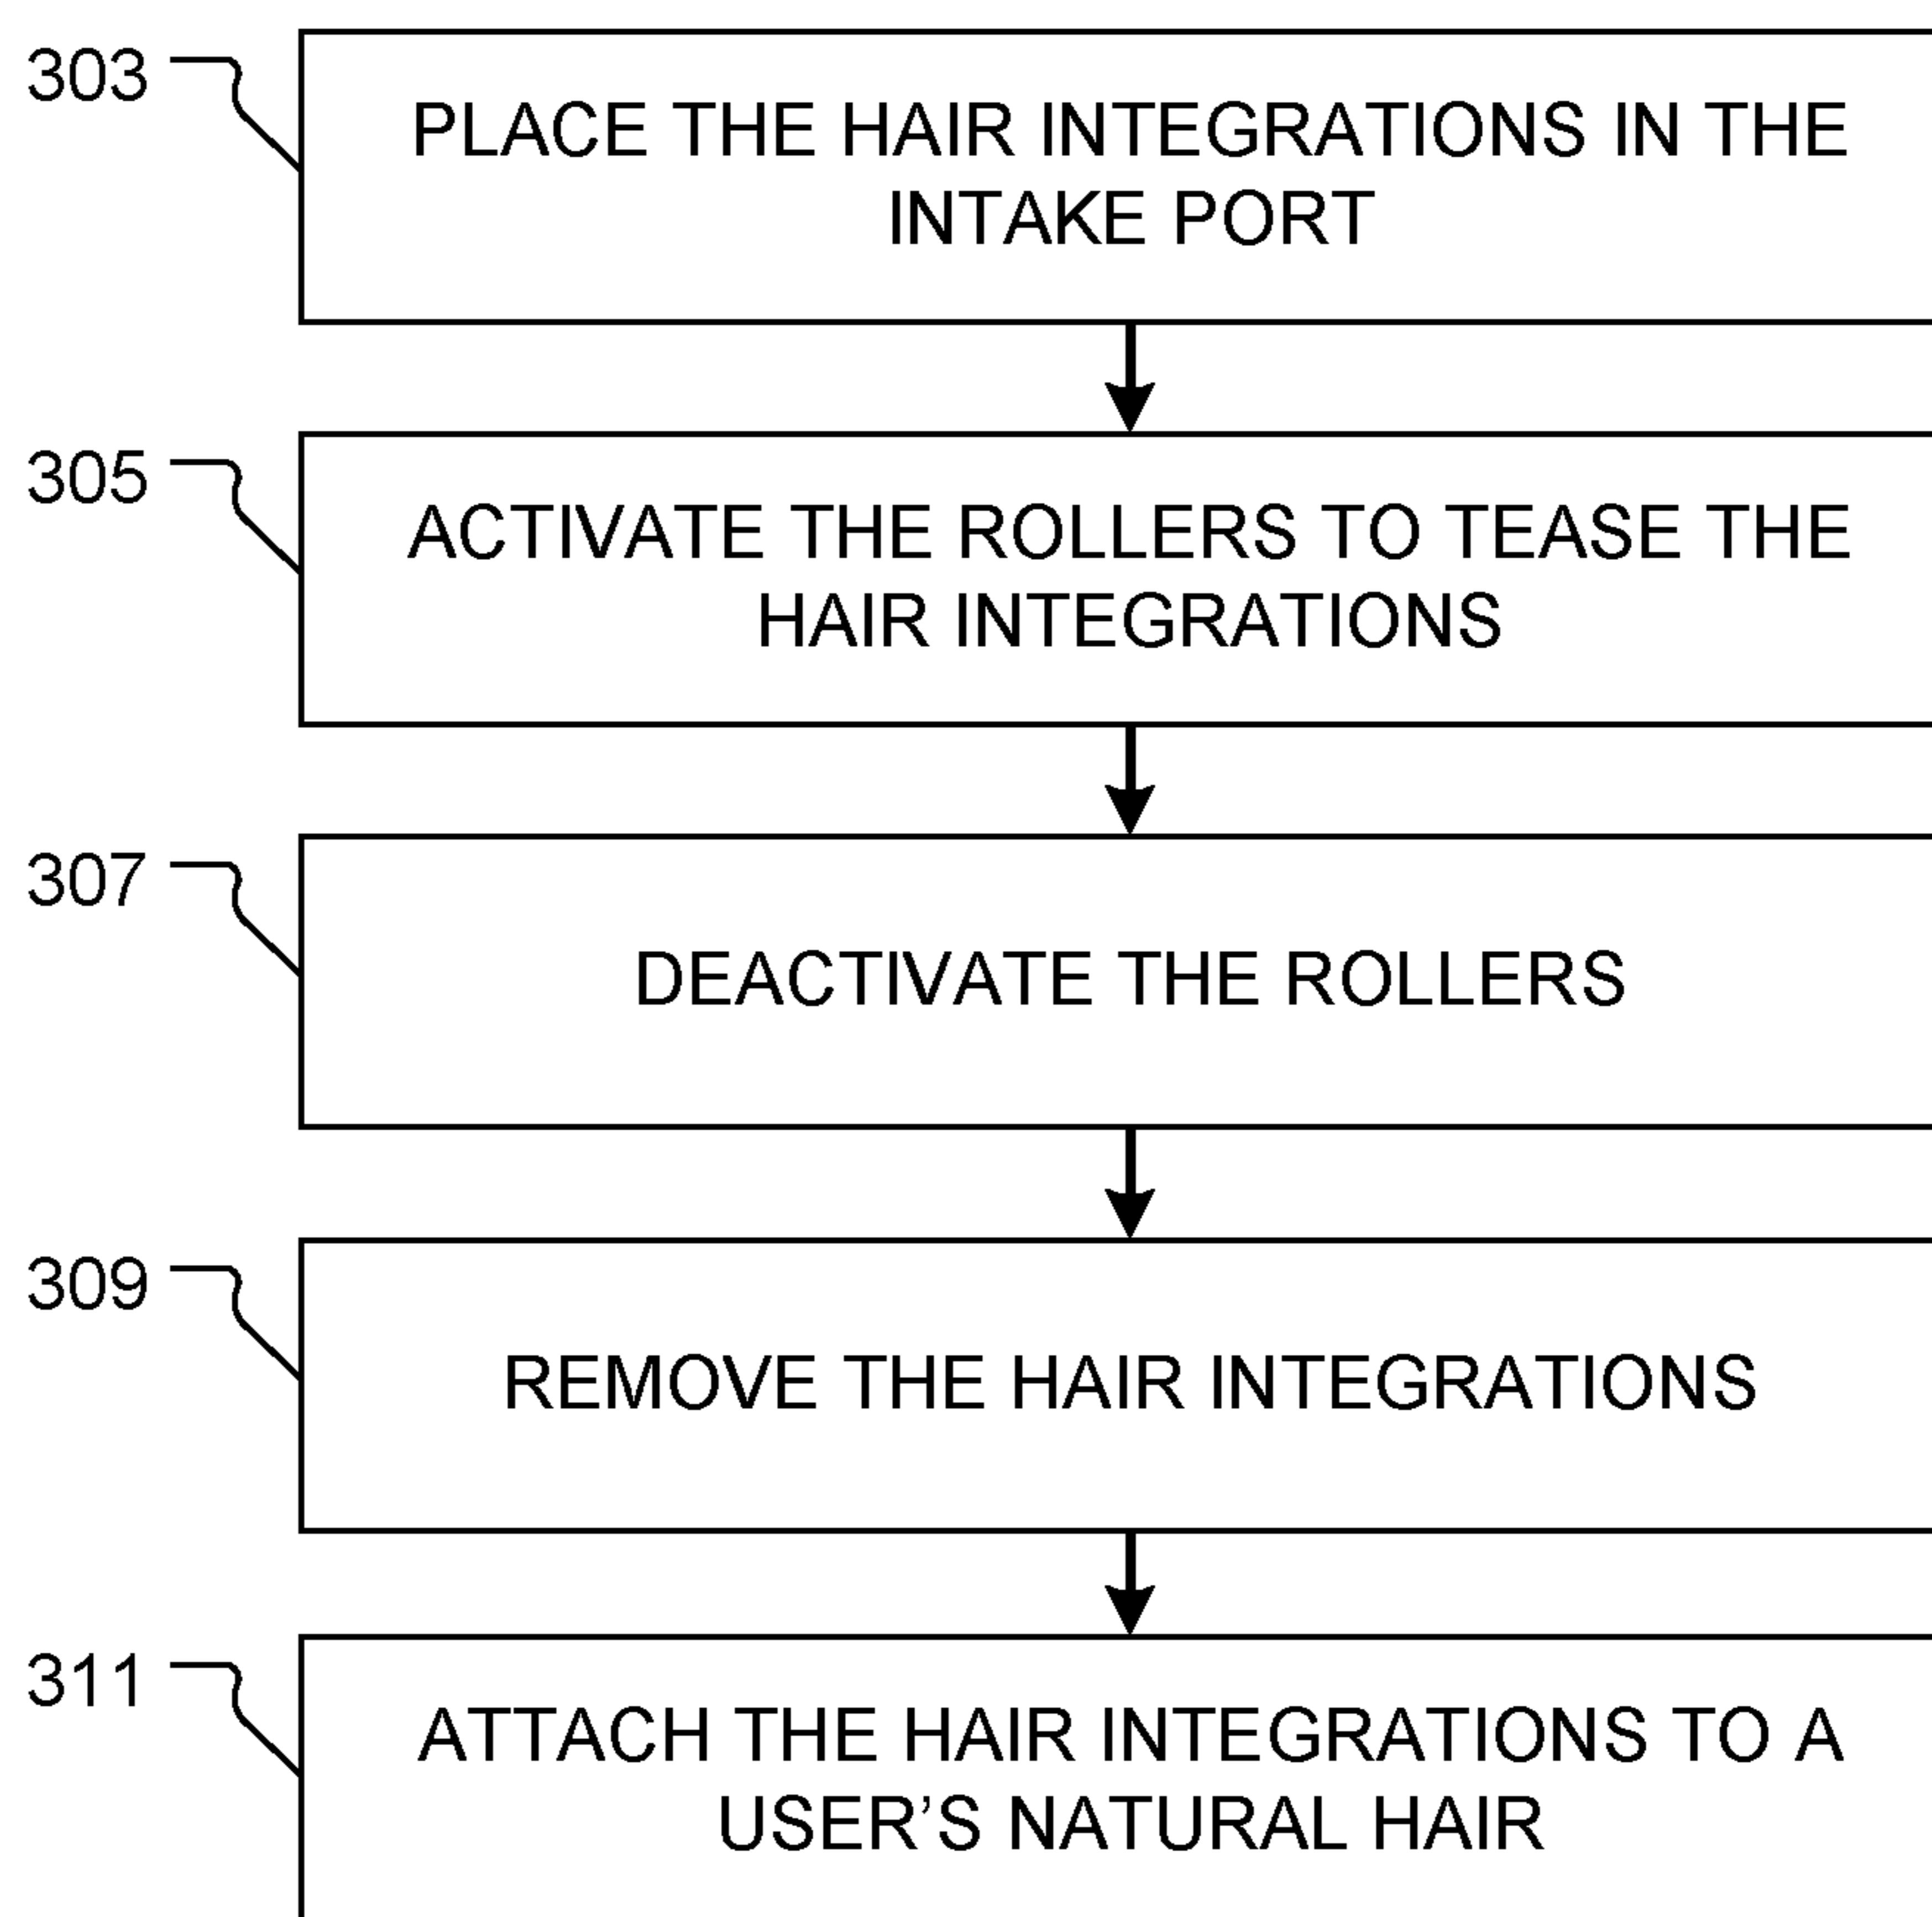 303
PLACE THE HAIR INTEGRATIONS IN THE
INTAKE PORT
305
ACTIVATE THE ROLLERS TO TEASE THE
HAIR INTEGRATIONS
307
DEACTIVATE THE ROLLERS
309
REMOVE THE HAIR INTEGRATIONS
311
ATTACH THE HAIR INTEGRATIONS TO A
USER’S NATURAL HAIR